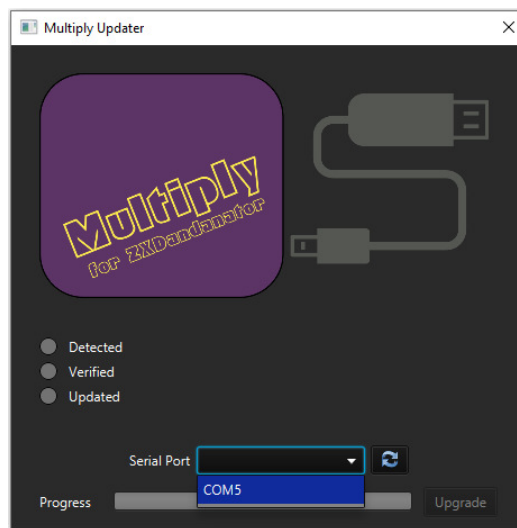 Multiply Updater
Multiply
for ZXDandanator
Detected
Verified
Updated
Serial Port
COM5
Progress
Upgrade